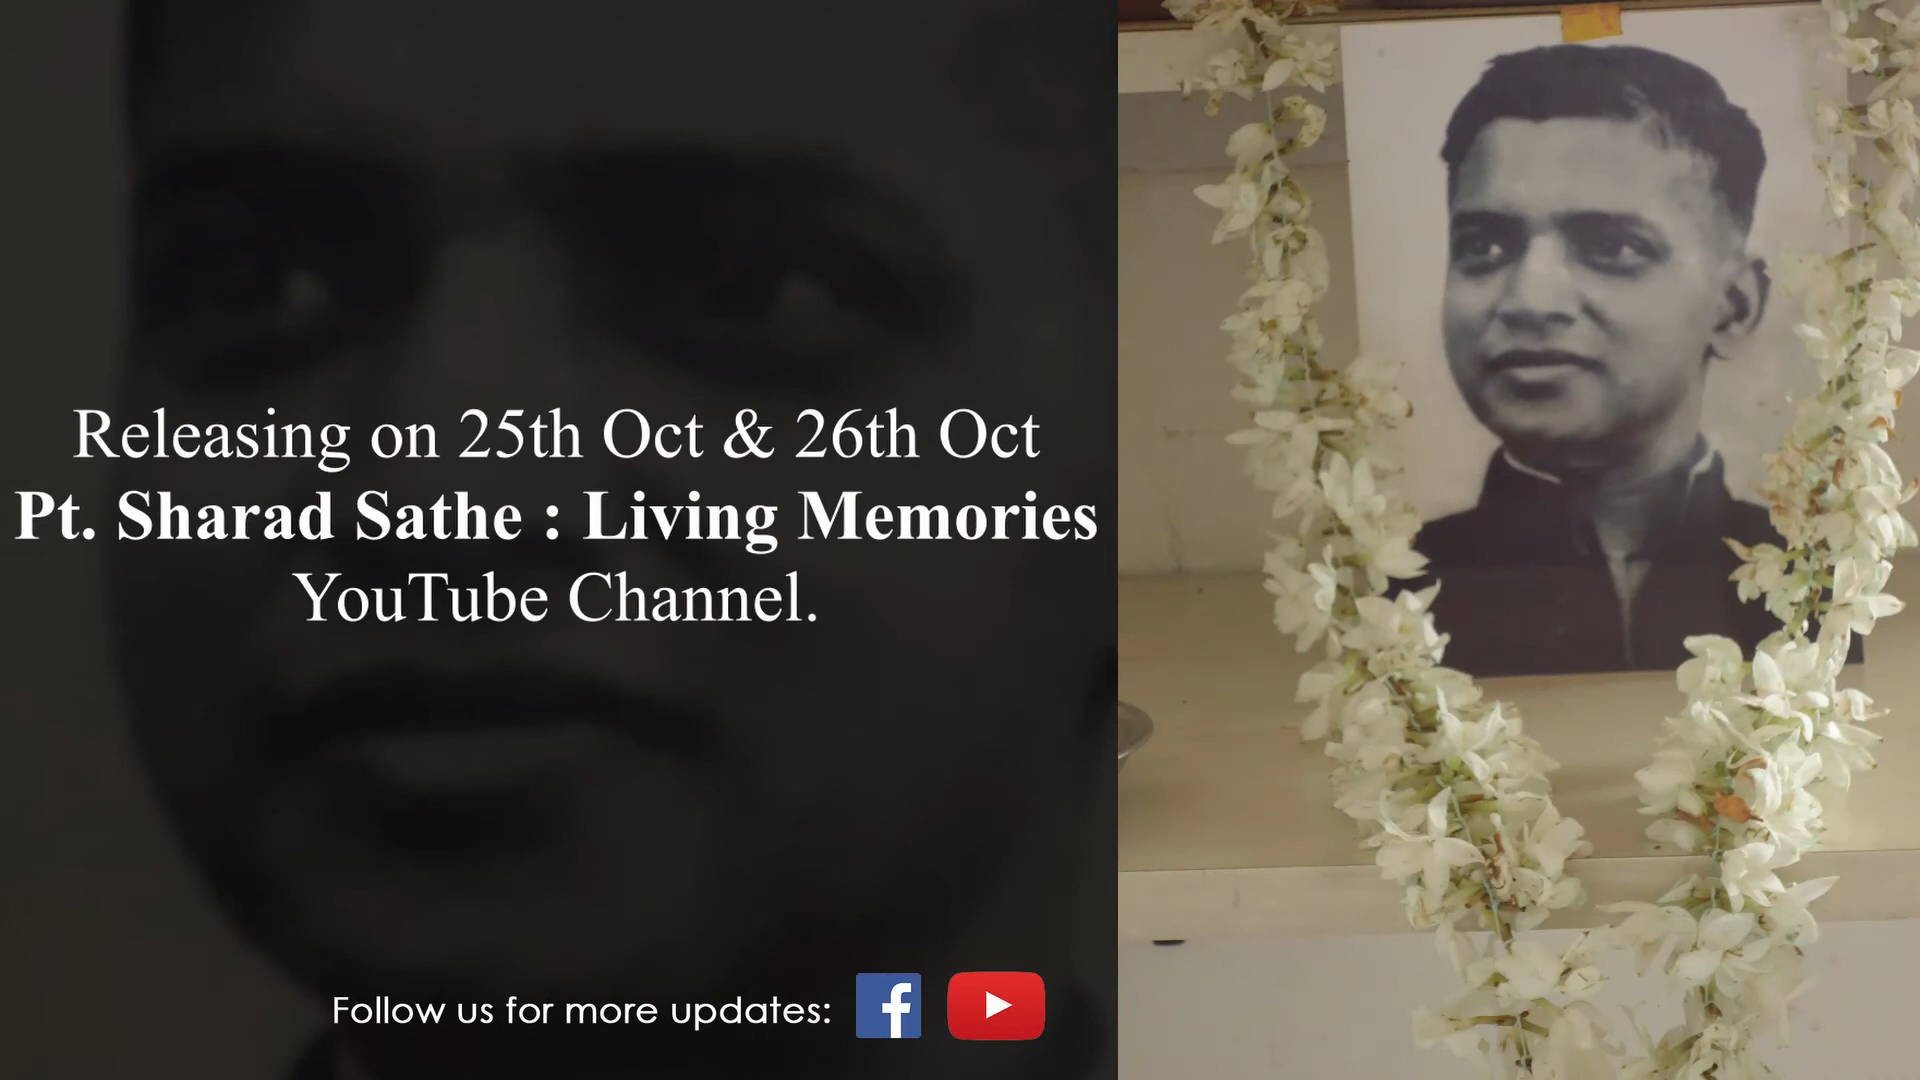 Releasing on 25th Oct & 26th Oct
Pt. Sharad Sathe : Living Memories
YouTube Channel.
Follow us for more updates: